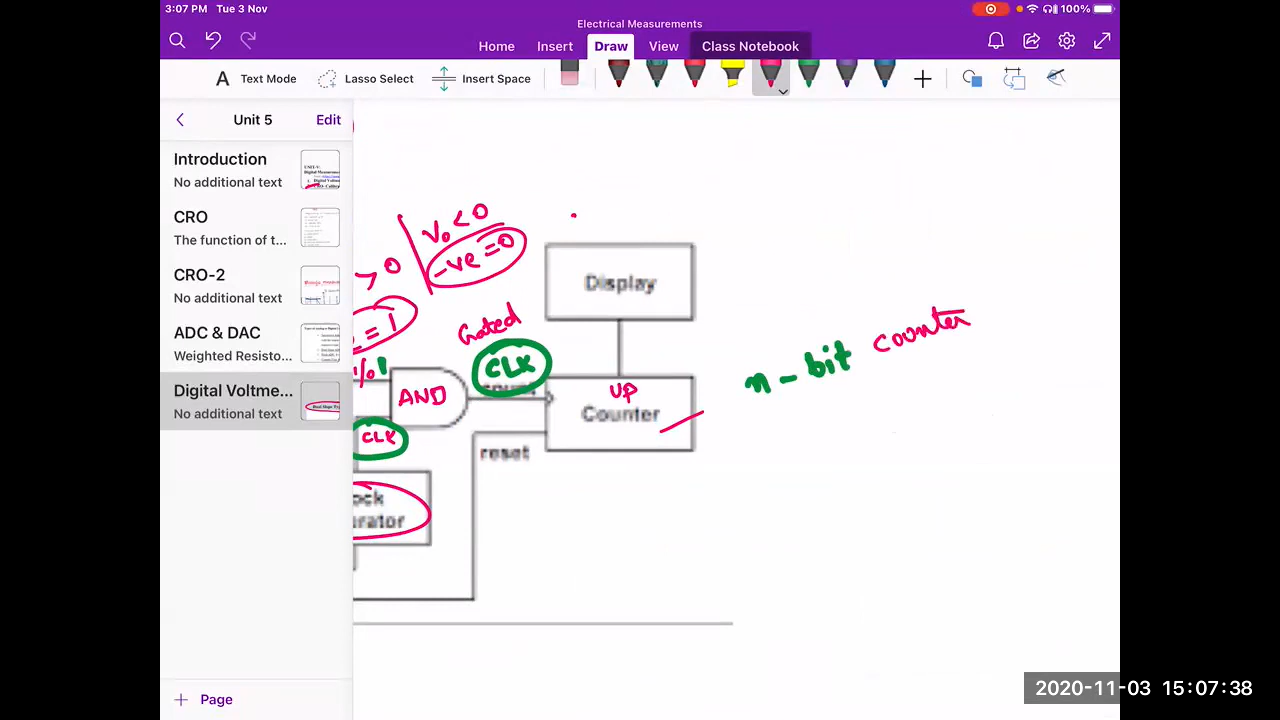 3:07 PM Tue 3 Nov
100%
Electrical Measurements
Home Insert Draw View Class Notebook
A Text Mode Lasso Select Insert Space
Unit 5 Edit
Introduction
No additional text
CRO
The function of t...
CRO-2
No additional text
ADC & DAC
Weighted Resisto...
Digital Voltme...
No additional text
+ Page
> 0
V₀ < 0
-ve = 0
= 1
Gated
CLK
AND
CLK
Display
UP
Counter
reset
ock
erator
n-bit counter
2020-11-03 15:07:38